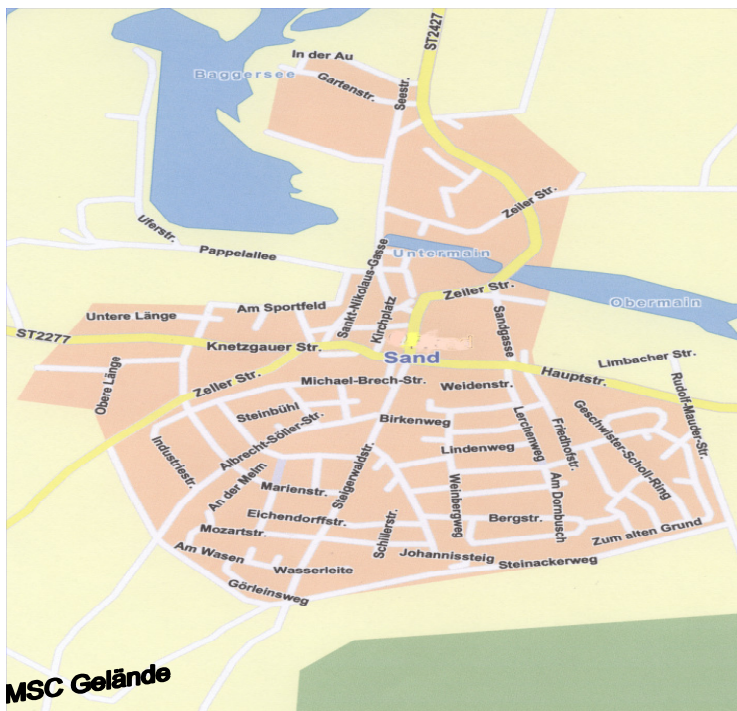 ST2427
In der Au
Baggersee
Gartenstr.
Seestr.
Zeiler Str.
Uferstr.
Pappelallee
Untermain
Sankt-Nikolaus-Gasse
Kirchplatz
Zeiler Str.
Obermain
Am Sportfeld
Untere Länge
Sandgasse
ST2277
Knetzgauer Str.
Sand
Limbacher Str.
Hauptstr.
Obere Länge
Zeller Str.
Michael-Brech-Str.
Weidenstr.
Rudolf-Mauder-Str.
Steinbühl
Birkenweg
Lerchenweg
Friedhofstr.
Geschwister-Scholl-Ring
Albrecht-Söller-Str.
Industriestr.
Lindenweg
Steigerwaldstr.
An der Melm
Marienstr.
Weinbergweg
Am Dornbusch
Eichendorffstr.
Schillerstr.
Bergstr.
Mozartstr.
Zum alten Grund
Am Wasen
Johannissteig
Steinackerweg
Wasserleite
Görleinsweg
MSC Gelände